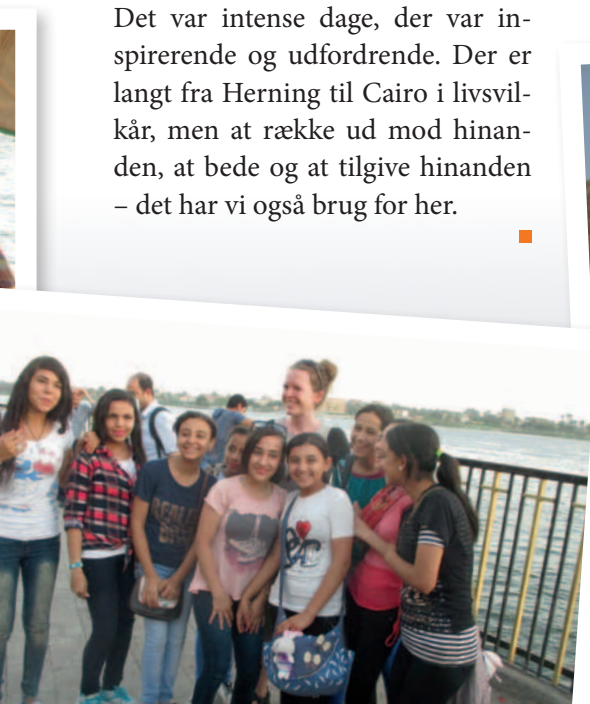 Det var intense dage, der var in-
spirerende og udfordrende. Der er
langt fra Herning til Cairo i livsvil-
kår, men at række ud mod hinan-
den, at bede og at tilgive hinanden
– det har vi også brug for her.